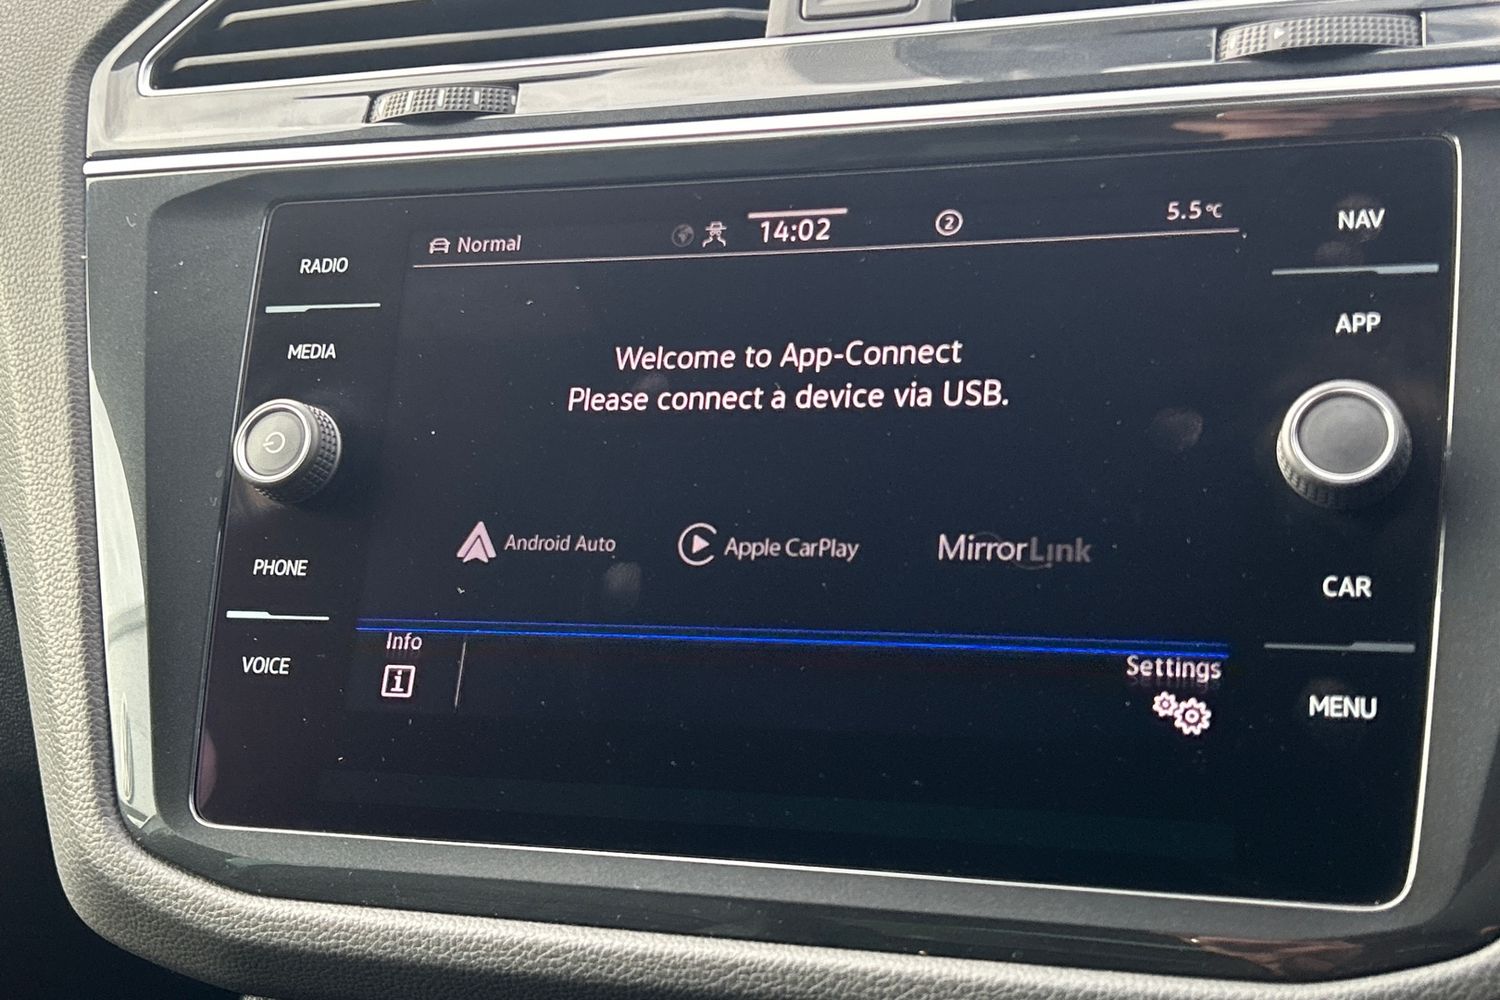 Normal
14:02
2
5.5°C
RADIO
MEDIA
PHONE
VOICE
Welcome to App-Connect
Please connect a device via USB.
Android Auto
Apple CarPlay
MirrorLink
Info
i
Settings
NAV
APP
CAR
MENU